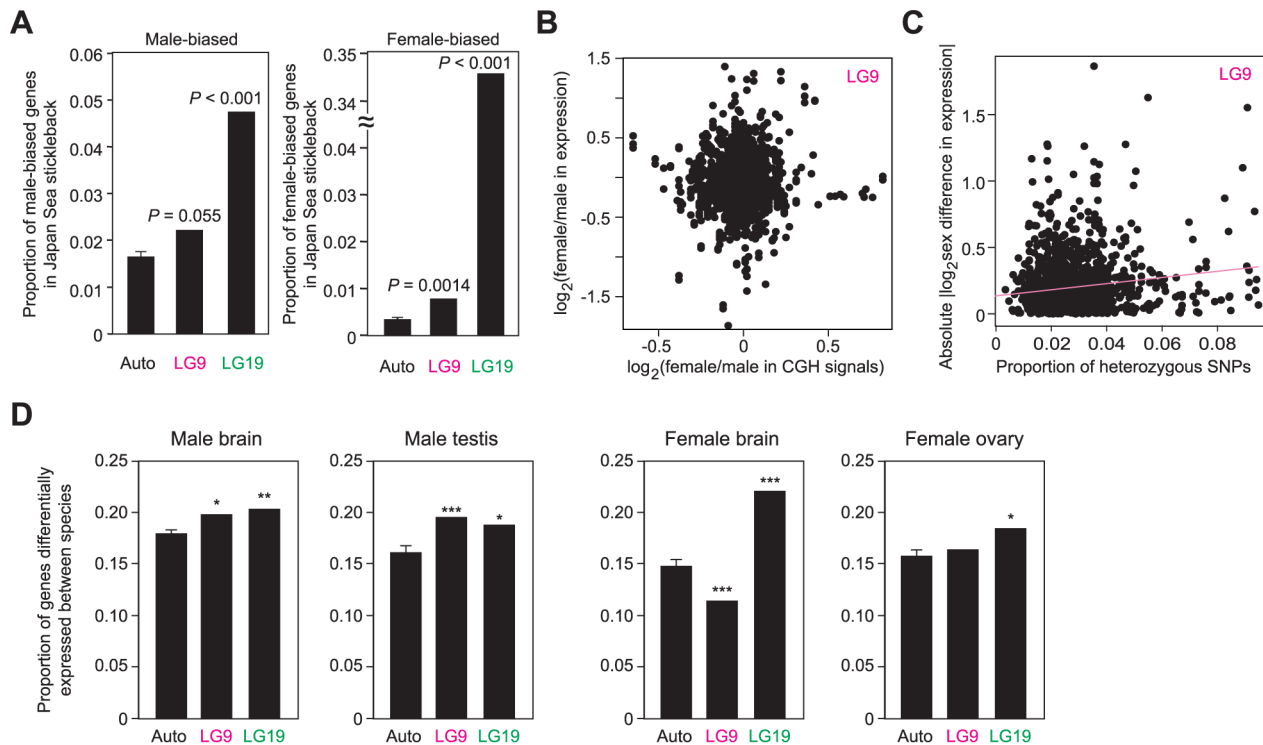 A
Male-biased
Proportion of male-biased genes
in Japan Sea stickleback
0.06
0.05
0.04
0.03
0.02
0.01
0
P = 0.055
P < 0.001
Auto
LG9
LG19
Female-biased
Proportion of female-biased genes
in Japan Sea stickleback
0.35
0.34
0.04
0.03
0.02
0.01
0
P = 0.0014
P < 0.001
Auto
LG9
LG19
B
log2(female/male in expression)
1.5
0.5
-0.5
-1.5
LG9
-0.5
0
0.5
log2(female/male in CGH signals)
C
Absolute |log2sex difference in expression|
1.5
1.0
0.5
0
LG9
0
0.02
0.04
0.06
0.08
Proportion of heterozygous SNPs
D
Proportion of genes differentially
expressed between species
Male brain
0.25
0.20
0.15
0.10
0.05
0
*
**
Auto
LG9
LG19
Male testis
0.25
0.20
0.15
0.10
0.05
0
***
*
Auto
LG9
LG19
Female brain
0.25
0.20
0.15
0.10
0.05
0
***
***
Auto
LG9
LG19
Female ovary
0.25
0.20
0.15
0.10
0.05
0
*
Auto
LG9
LG19